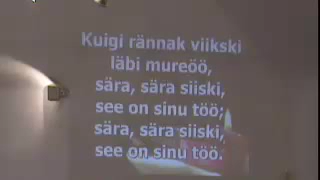 Kuigi rännak viikski
läbi mureöö,
sära, sära siiski,
see on sinu töö;
sära, sära siiski,
see on sinu töö.